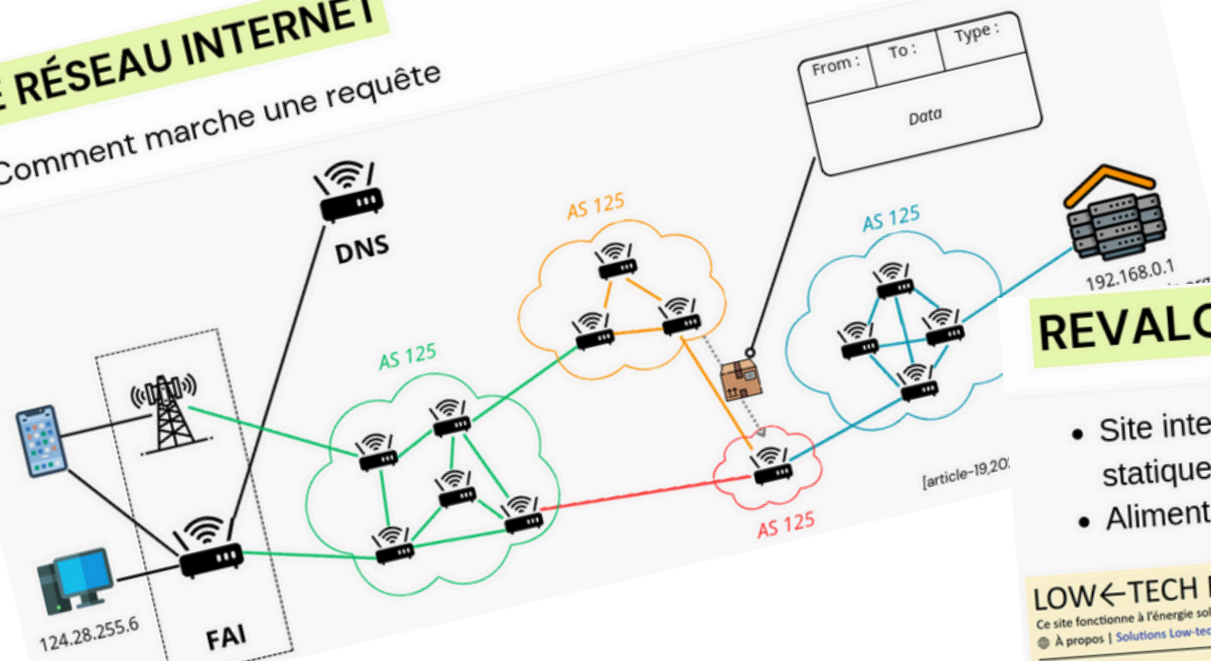 RÉSEAU INTERNET
Comment marche une requête
From :
To :
Type :
Data
DNS
AS 125
AS 125
AS 125
192.168.0.1
AS 125
FAI
124.28.255.6
[article-19,20
REVALO
Site inte
statique
Aliment
LOW←TECH
Ce site fonctionne à l'énergie sol
À propos | Solutions Low-tec